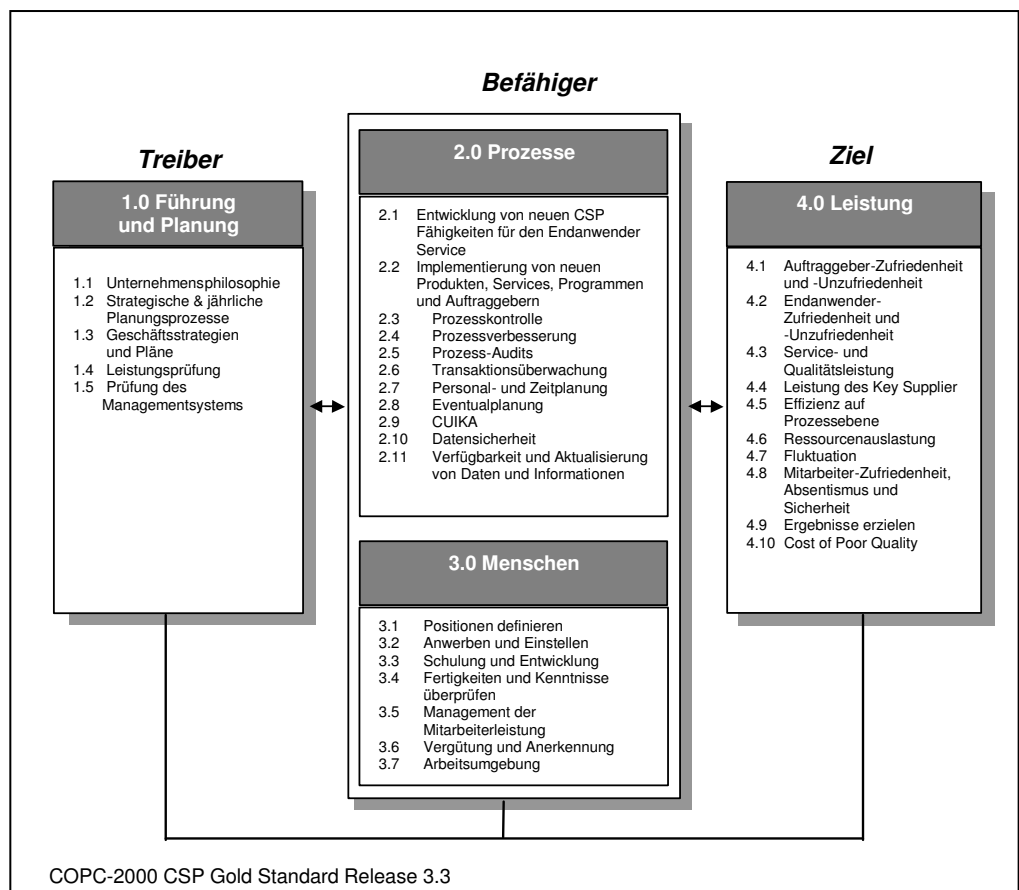 Befähiger
Treiber
Ziel
1.0 Führung
und Planung
1.1 Unternehmensphilosophie
1.2 Strategische & jährliche
Planungsprozesse
1.3 Geschäftsstrategien
und Pläne
1.4 Leistungsprüfung
1.5 Prüfung des
Managementsystems
2.0 Prozesse
2.1 Entwicklung von neuen CSP
Fähigkeiten für den Endanwender
Service
2.2 Implementierung von neuen
Produkten, Services, Programmen
und Auftraggebern
2.3 Prozesskontrolle
2.4 Prozessverbesserung
2.5 Prozess-Audits
2.6 Transaktionsüberwachung
2.7 Personal- und Zeitplanung
2.8 Eventualplanung
2.9 CUIKA
2.10 Datensicherheit
2.11 Verfügbarkeit und Aktualisierung
von Daten und Informationen
3.0 Menschen
3.1 Positionen definieren
3.2 Anwerben und Einstellen
3.3 Schulung und Entwicklung
3.4 Fertigkeiten und Kenntnisse
überprüfen
3.5 Management der
Mitarbeiterleistung
3.6 Vergütung und Anerkennung
3.7 Arbeitsumgebung
4.0 Leistung
4.1 Auftraggeber-Zufriedenheit
und -Unzufriedenheit
4.2 Endanwender-
Zufriedenheit und
-Unzufriedenheit
4.3 Service- und
Qualitätsleistung
4.4 Leistung des Key Supplier
4.5 Effizienz auf
Prozessebene
4.6 Ressourcenauslastung
4.7 Fluktuation
4.8 Mitarbeiter-Zufriedenheit,
Absentismus und
Sicherheit
4.9 Ergebnisse erzielen
4.10 Cost of Poor Quality
COPC-2000 CSP Gold Standard Release 3.3